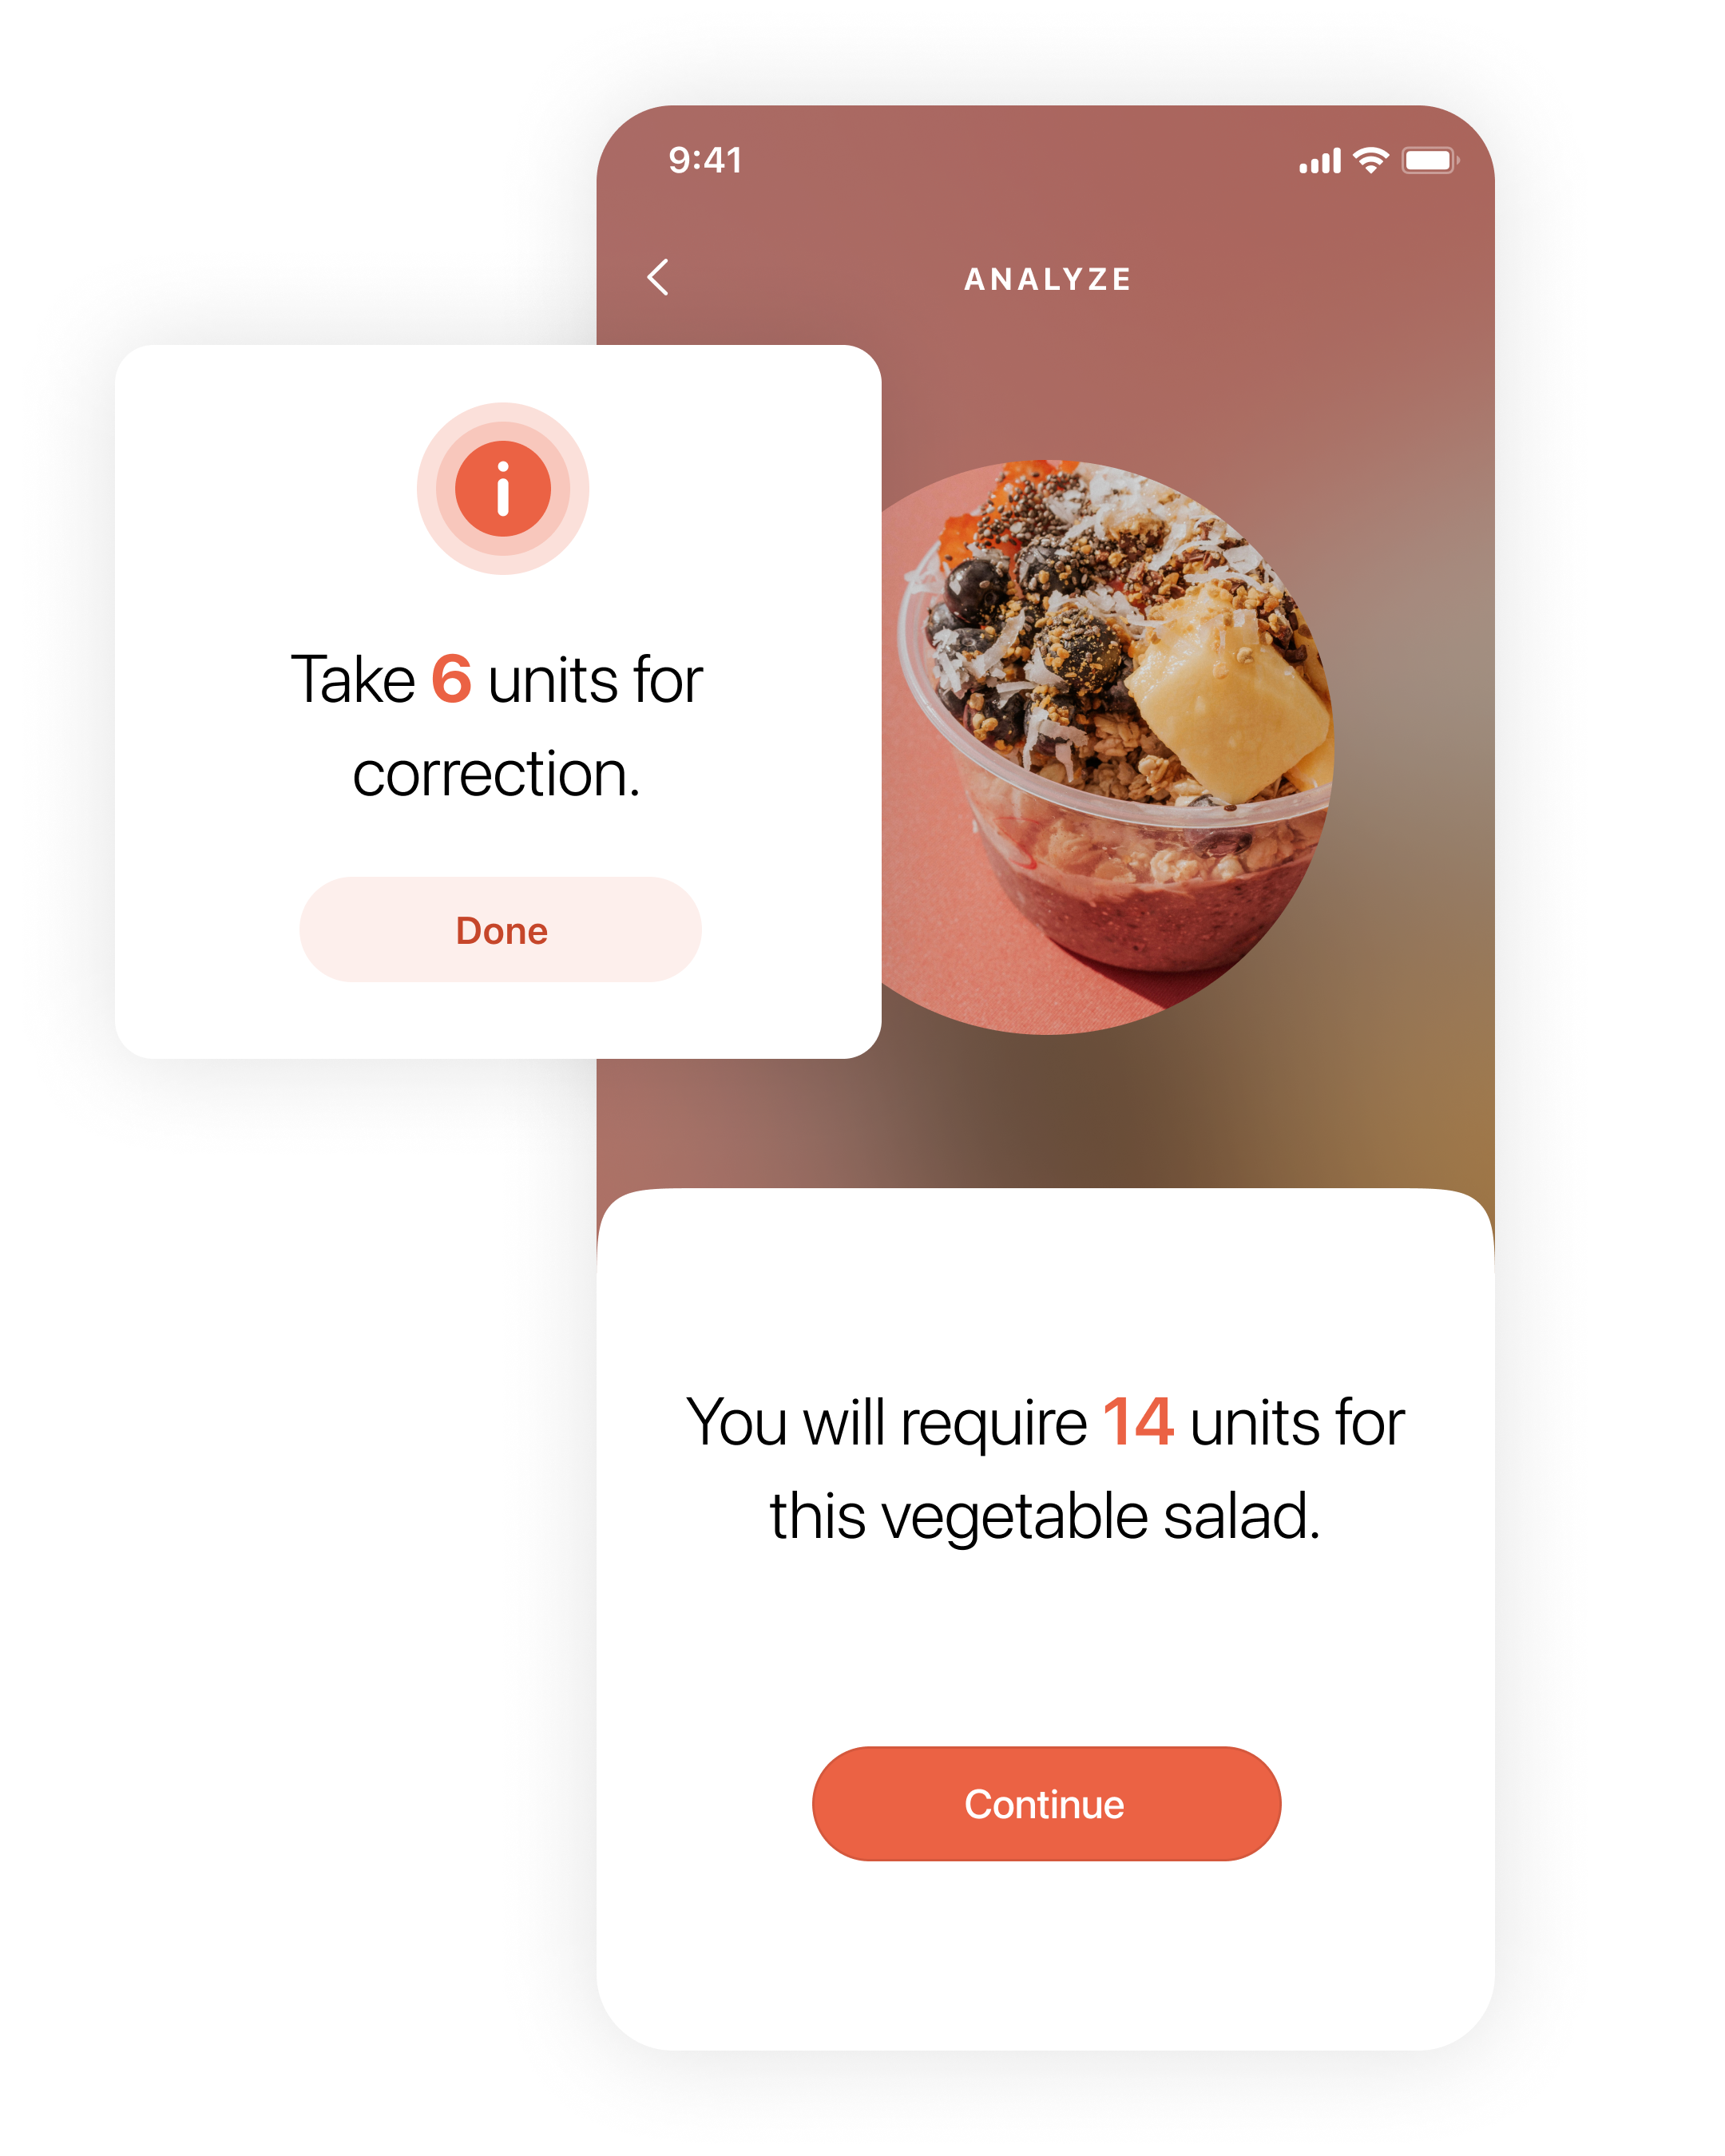 9:41
ANALYZE
Take 6 units for
correction.
Done
You will require 14 units for
this vegetable salad.
Continue